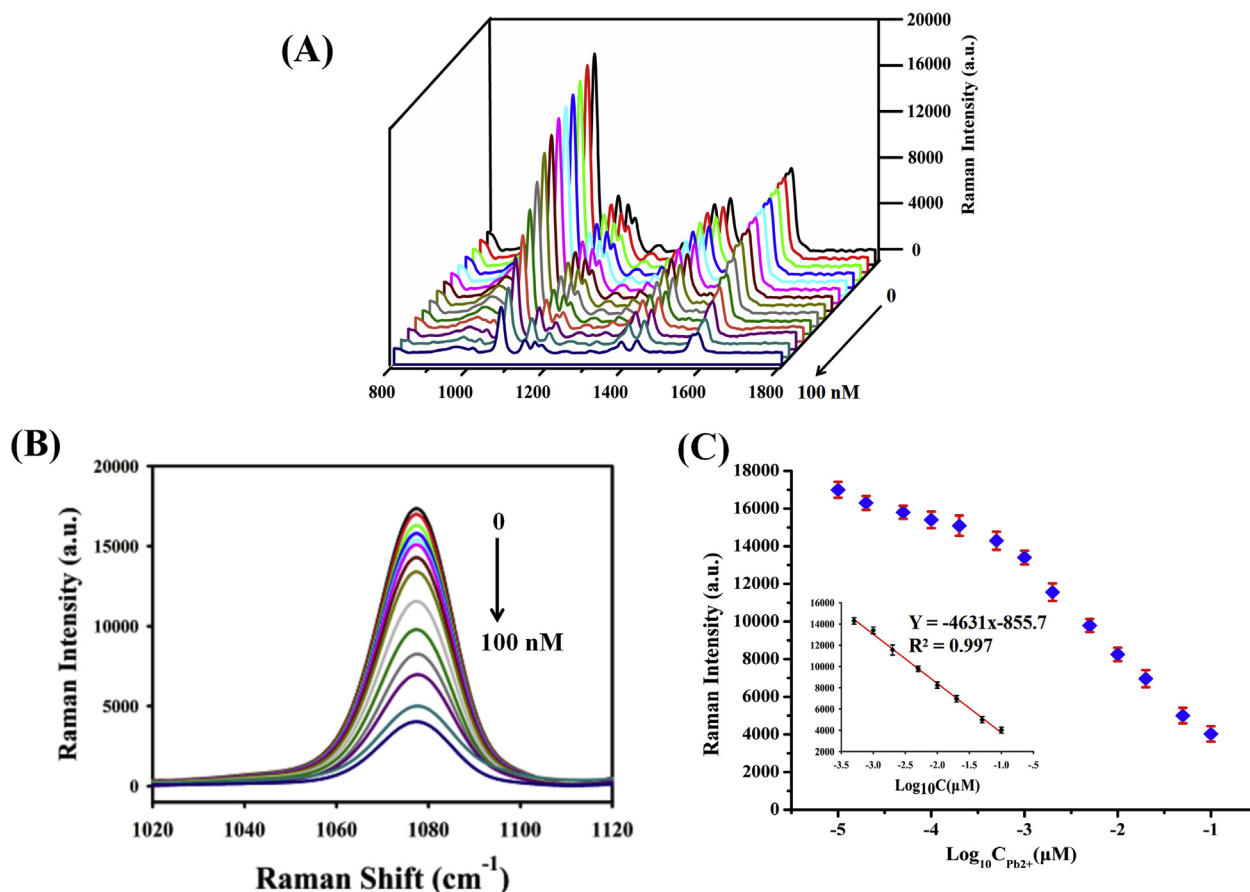 (A)
20000
16000
12000
8000
4000
0
Raman Intensity (a.u.)
0
100 nM
800 1000 1200 1400 1600 1800
(B)
20000
15000
10000
5000
0
Raman Intensity (a.u.)
0
100 nM
1020 1040 1060 1080 1100 1120
Raman Shift (cm⁻¹)
(C)
18000
17000
16000
14000
12000
10000
8000
6000
4000
2000
0
Raman Intensity (a.u.)
16000
14000
12000
10000
8000
6000
4000
2000
Y = -4631x-855.7
R² = 0.997
-3.5 -3.0 -2.5 -2.0 -1.5 -1.0 -.5
Log10C(µM)
-5 -4 -3 -2 -1
Log₁₀C Pb2+(µM)